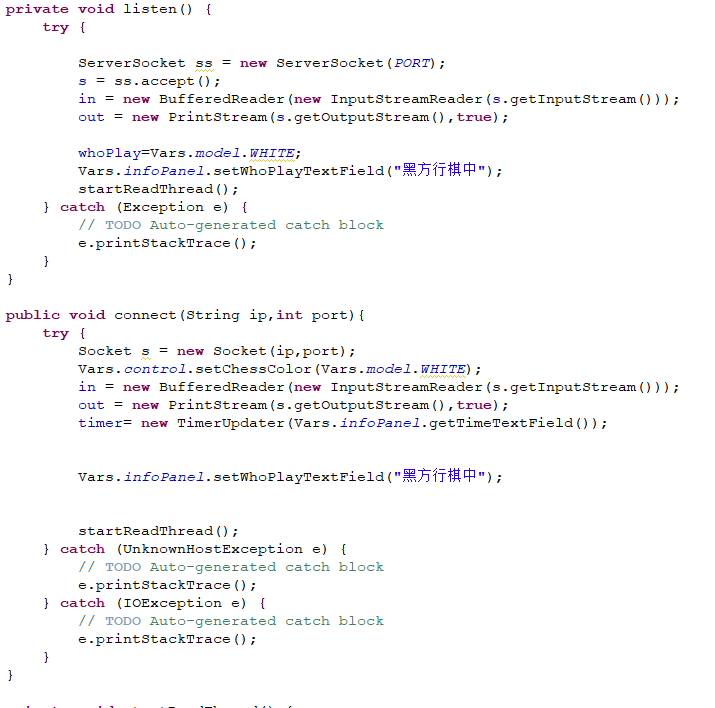 private void listen() {
    try {
        ServerSocket ss = new ServerSocket(PORT);
        s = ss.accept();
        in = new BufferedReader(new InputStreamReader(s.getInputStream()));
        out = new PrintStream(s.getOutputStream(),true);
        whoPlay=Vars.model.WHITE;
        Vars.infoPanel.setWhoPlayTextField("黑方行棋中");
        startReadThread();
    } catch (Exception e) {
        // TODO Auto-generated catch block
        e.printStackTrace();
    }
}
public void connect(String ip,int port){
    try {
        Socket s = new Socket(ip,port);
        Vars.control.setChessColor(Vars.model.WHITE);
        in = new BufferedReader(new InputStreamReader(s.getInputStream()));
        out = new PrintStream(s.getOutputStream(),true);
        timer= new TimerUpdater(Vars.infoPanel.getTimeTextField());
        Vars.infoPanel.setWhoPlayTextField("黑方行棋中");
        startReadThread();
    } catch (UnknownHostException e) {
        // TODO Auto-generated catch block
        e.printStackTrace();
    } catch (IOException e) {
        // TODO Auto-generated catch block
        e.printStackTrace();
    }
}